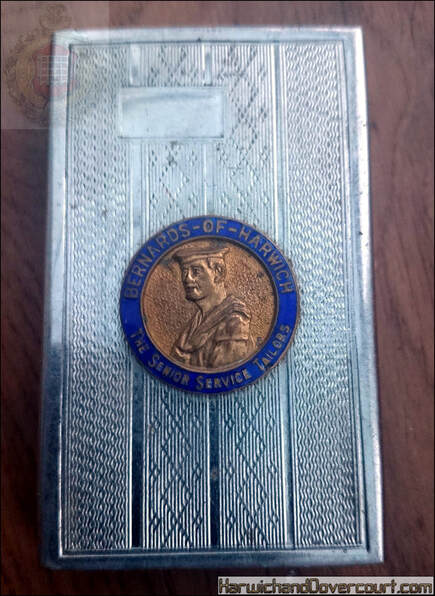 BERNARDS-OF-HARWICH
THE SENIOR SERVICE TAILORS
HarwichandDovercourt.com